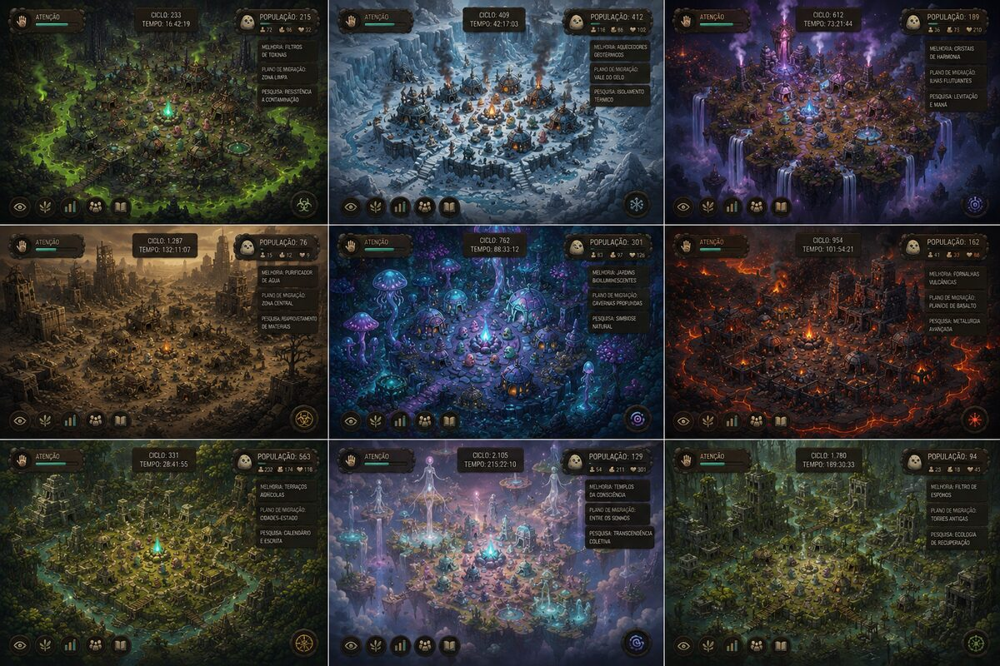 ATENÇÃO
CICLO: 233
TEMPO: 16:42:19
POPULAÇÃO: 215
72 96 32
MELHORIA: FILTROS
DE TOXINAS
PLANO DE MIGRAÇÃO:
ZONA LIMPA
PESQUISA: RESISTÊNCIA
A CONTAMINAÇÃO
ATENÇÃO
CICLO: 409
TEMPO: 42:17:03
POPULAÇÃO: 412
116 86 102
MELHORIA: AQUECEDORES
GEOTÉRMICOS
PLANO DE MIGRAÇÃO:
VALE DO GELO
PESQUISA: ISOLAMENTO
TÉRMICO
ATENÇÃO
CICLO: 612
TEMPO: 73:21:44
POPULAÇÃO: 189
36 73 210
MELHORIA: CRISTAIS
DE HARMONIA
PLANO DE MIGRAÇÃO:
ILHAS FLUTUANTES
PESQUISA: LEVITAÇÃO
E MANÁ
ATENÇÃO
CICLO: 1.287
TEMPO: 132:11:07
POPULAÇÃO: 76
15 12 9
MELHORIA: PURIFICADOR
DE ÁGUA
PLANO DE MIGRAÇÃO:
ZONA CENTRAL
PESQUISA: REAPROVEITAMENTO
DE MATERIAIS
ATENÇÃO
CICLO: 762
TEMPO: 88:33:12
POPULAÇÃO: 301
83 97 126
MELHORIA: JARDINS
BIOLUMINESCENTES
PLANO DE MIGRAÇÃO:
CAVERNAS PROFUNDAS
PESQUISA: SIMBIOSE
NATURAL
ATENÇÃO
CICLO: 954
TEMPO: 101:54:21
POPULAÇÃO: 162
41 33
MELHORIA: FORNALHAS
VULCÂNICAS
PLANO DE MIGRAÇÃO:
PLANÍCIE DE BASALTO
PESQUISA: METALURGIA
AVANÇADA
ATENÇÃO
CICLO: 331
TEMPO: 28:41:55
POPULAÇÃO: 563
232 174 118
MELHORIA: TERRAÇOS
AGRÍCOLAS
PLANO DE MIGRAÇÃO:
CIDADES-ESTADO
PESQUISA: CALENDÁRIO
E ESCRITA
ATENÇÃO
CICLO: 2.105
TEMPO: 215:22:10
POPULAÇÃO: 129
54 211 301
MELHORIA: TEMPLOS
DA CONSCIÊNCIA
PLANO DE MIGRAÇÃO:
ENTRE OS SONHOS
PESQUISA: TRANSCENDÊNCIA
COLETIVA
ATENÇÃO
CICLO: 1.780
TEMPO: 189:30:33
POPULAÇÃO: 94
23 18
MELHORIA: FILTRO DE
ESPOROS
PLANO DE MIGRAÇÃO:
TORRES ANTIGAS
PESQUISA: ECOLOGIA
DE RECUPERAÇÃO